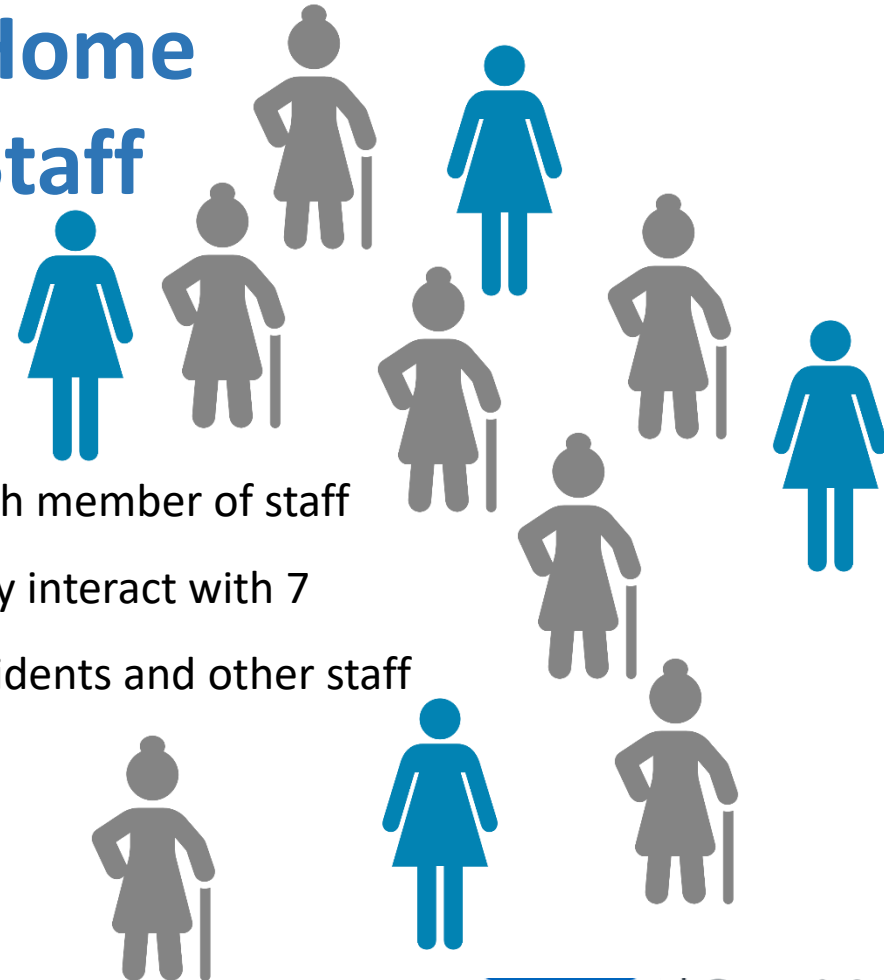 Home
Staff
h member of staff
y interact with 7
idents and other staff